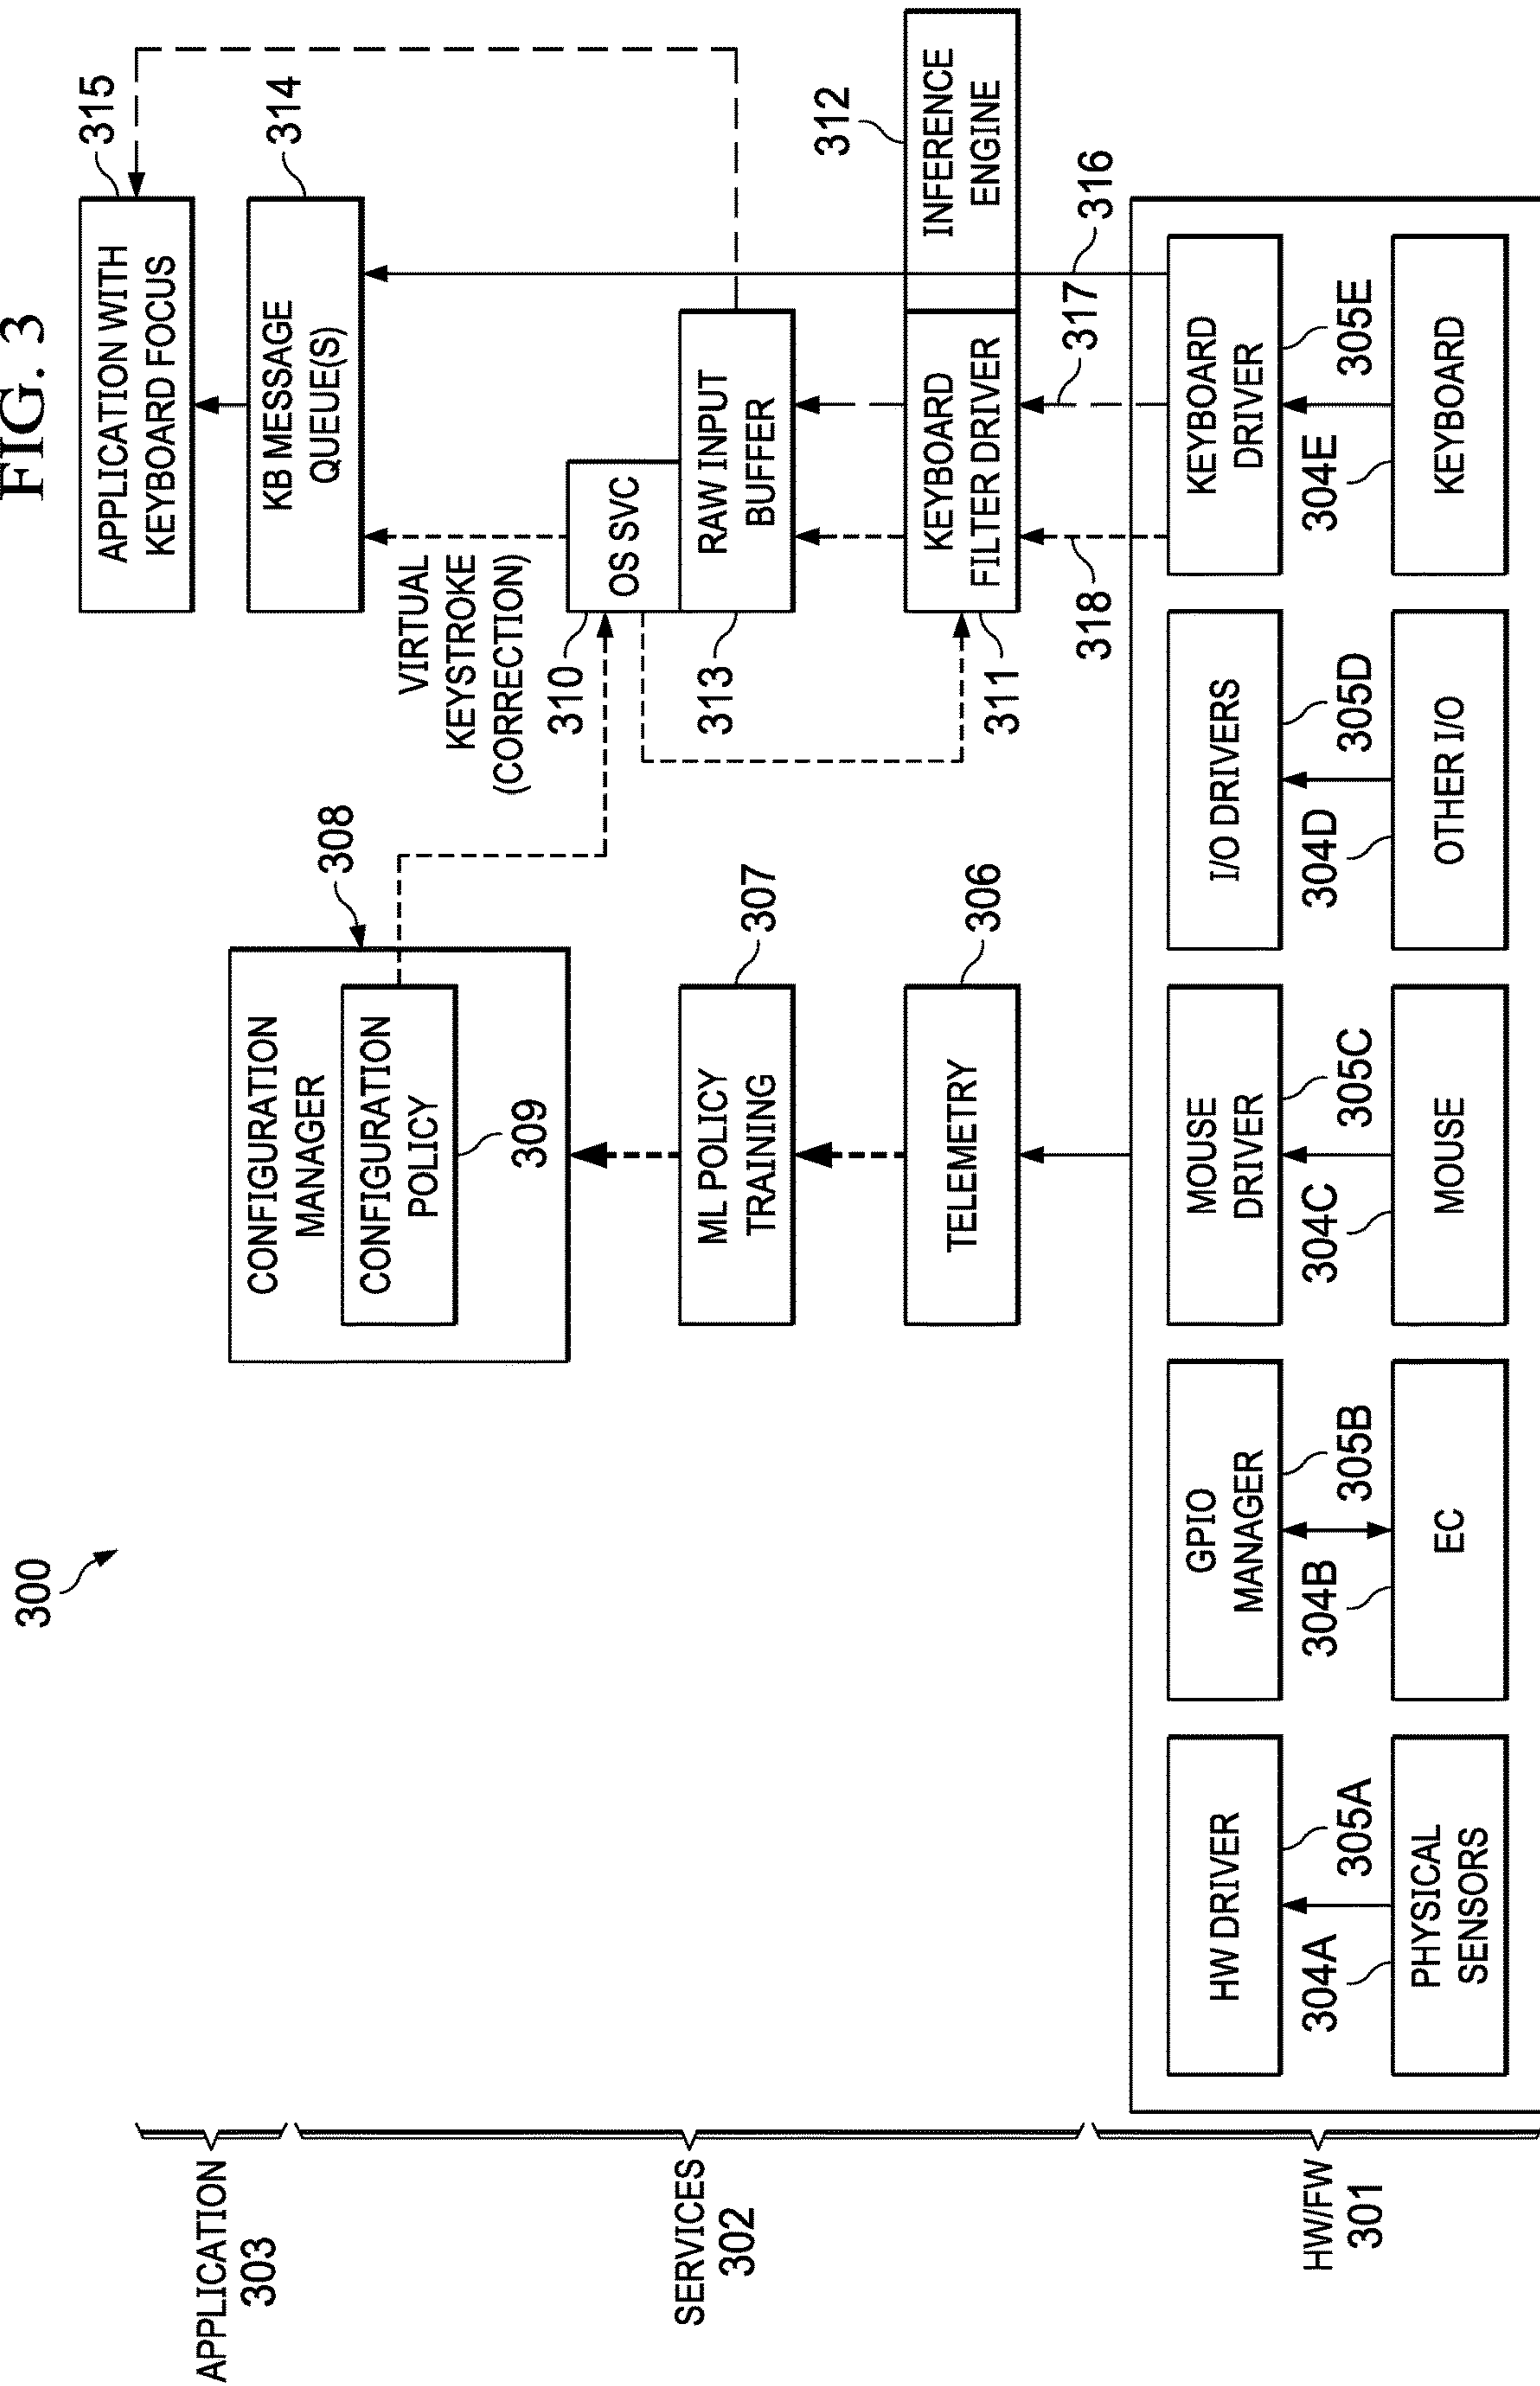 FIG. 3
300
APPLICATION
303
SERVICES
302
HW/FW
301
APPLICATION WITH
KEYBOARD FOCUS
315
KB MESSAGE
QUEUE(S)
314
CONFIGURATION
MANAGER
308
CONFIGURATION
POLICY
309
VIRTUAL
KEYSTROKE
(CORRECTION)
OS SVC
310
ML POLICY
TRAINING
307
RAW INPUT
BUFFER
313
TELEMETRY
306
KEYBOARD
FILTER DRIVER
311
INFERENCE
ENGINE
312
318
317
316
HW DRIVER
305A
GPIO
MANAGER
305B
MOUSE
DRIVER
305C
I/O DRIVERS
305D
KEYBOARD
DRIVER
305E
304A
PHYSICAL
SENSORS
304B
EC
304C
MOUSE
304D
OTHER I/O
304E
KEYBOARD